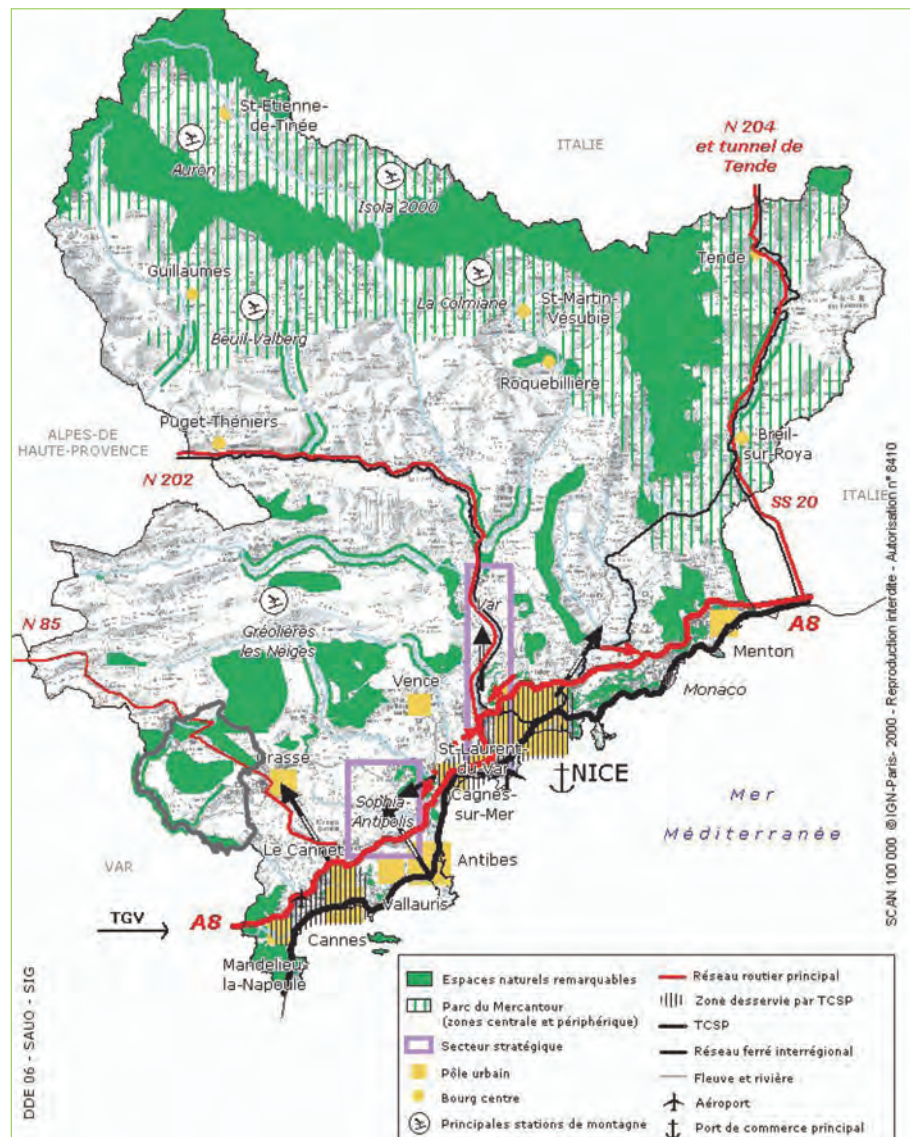 St-Etienne-
de-Tinée
ITALIE
N 204
et tunnel de
Tende
Auron
Isola 2000
Tende
Guillaumes
La Colmiane
St-Martin-
Vésubie
Beuil-Valberg
Roquebillière
Puget-Théniers
ALPES-DE
HAUTE-PROVENCE
Breil-
sur-Roya
N 202
SS 20
ITALIE
Var
N 85
Gréolières
les Neiges
A8
Menton
Vence
Monaco
St-Laurent-
du-Var
NICE
Grasse
Cagnes-
sur-Mer
Sophia-
Antipolis
Mer
Méditerranée
Le Cannet
Antibes
VAR
Vallauris
TGV
A8
Cannes
Mandelieu-
la-Napoule
SCAN 100 000 ©IGN-Paris- 2000 - Reproduction interdite - Autorisation n° 8410
DDE 06 - SAUO - SIG
Espaces naturels remarquables
Parc du Mercantour
(zones centrale et périphérique)
Secteur stratégique
Pôle urbain
Bourg centre
Principales stations de montagne
Réseau routier principal
Zone desservie par TCSP
TCSP
Réseau ferré interrégional
Fleuve et rivière
Aéroport
Port de commerce principal